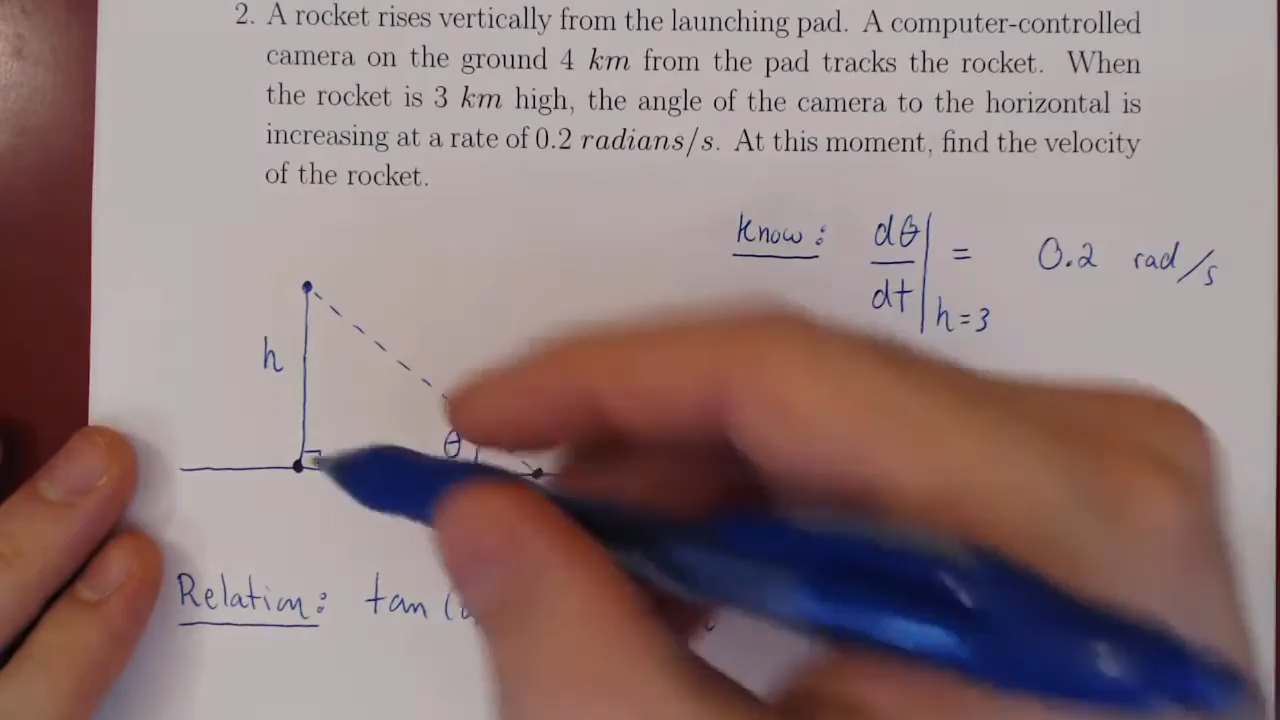 2. A rocket rises vertically from the launching pad. A computer-controlled
camera on the ground 4 km from the pad tracks the rocket. When
the rocket is 3 km high, the angle of the camera to the horizontal is
increasing at a rate of 0.2 radians/s. At this moment, find the velocity
of the rocket.
Know: dθ/dt|h=3 = 0.2 rad/s
h
θ
Relation: tan (